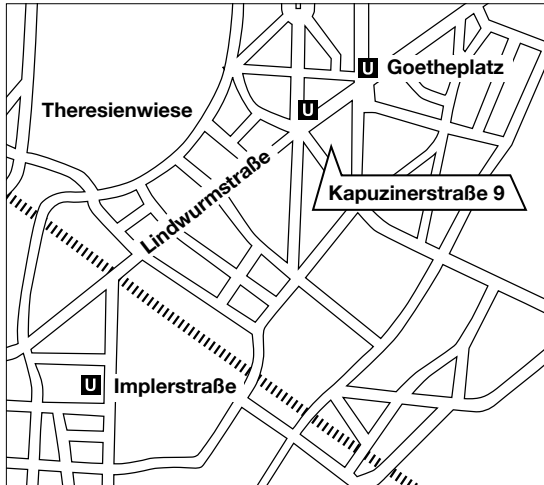 U Goetheplatz
U
Theresienwiese
Lindwurmstraße
Kapuzinerstraße 9
U Implerstraße